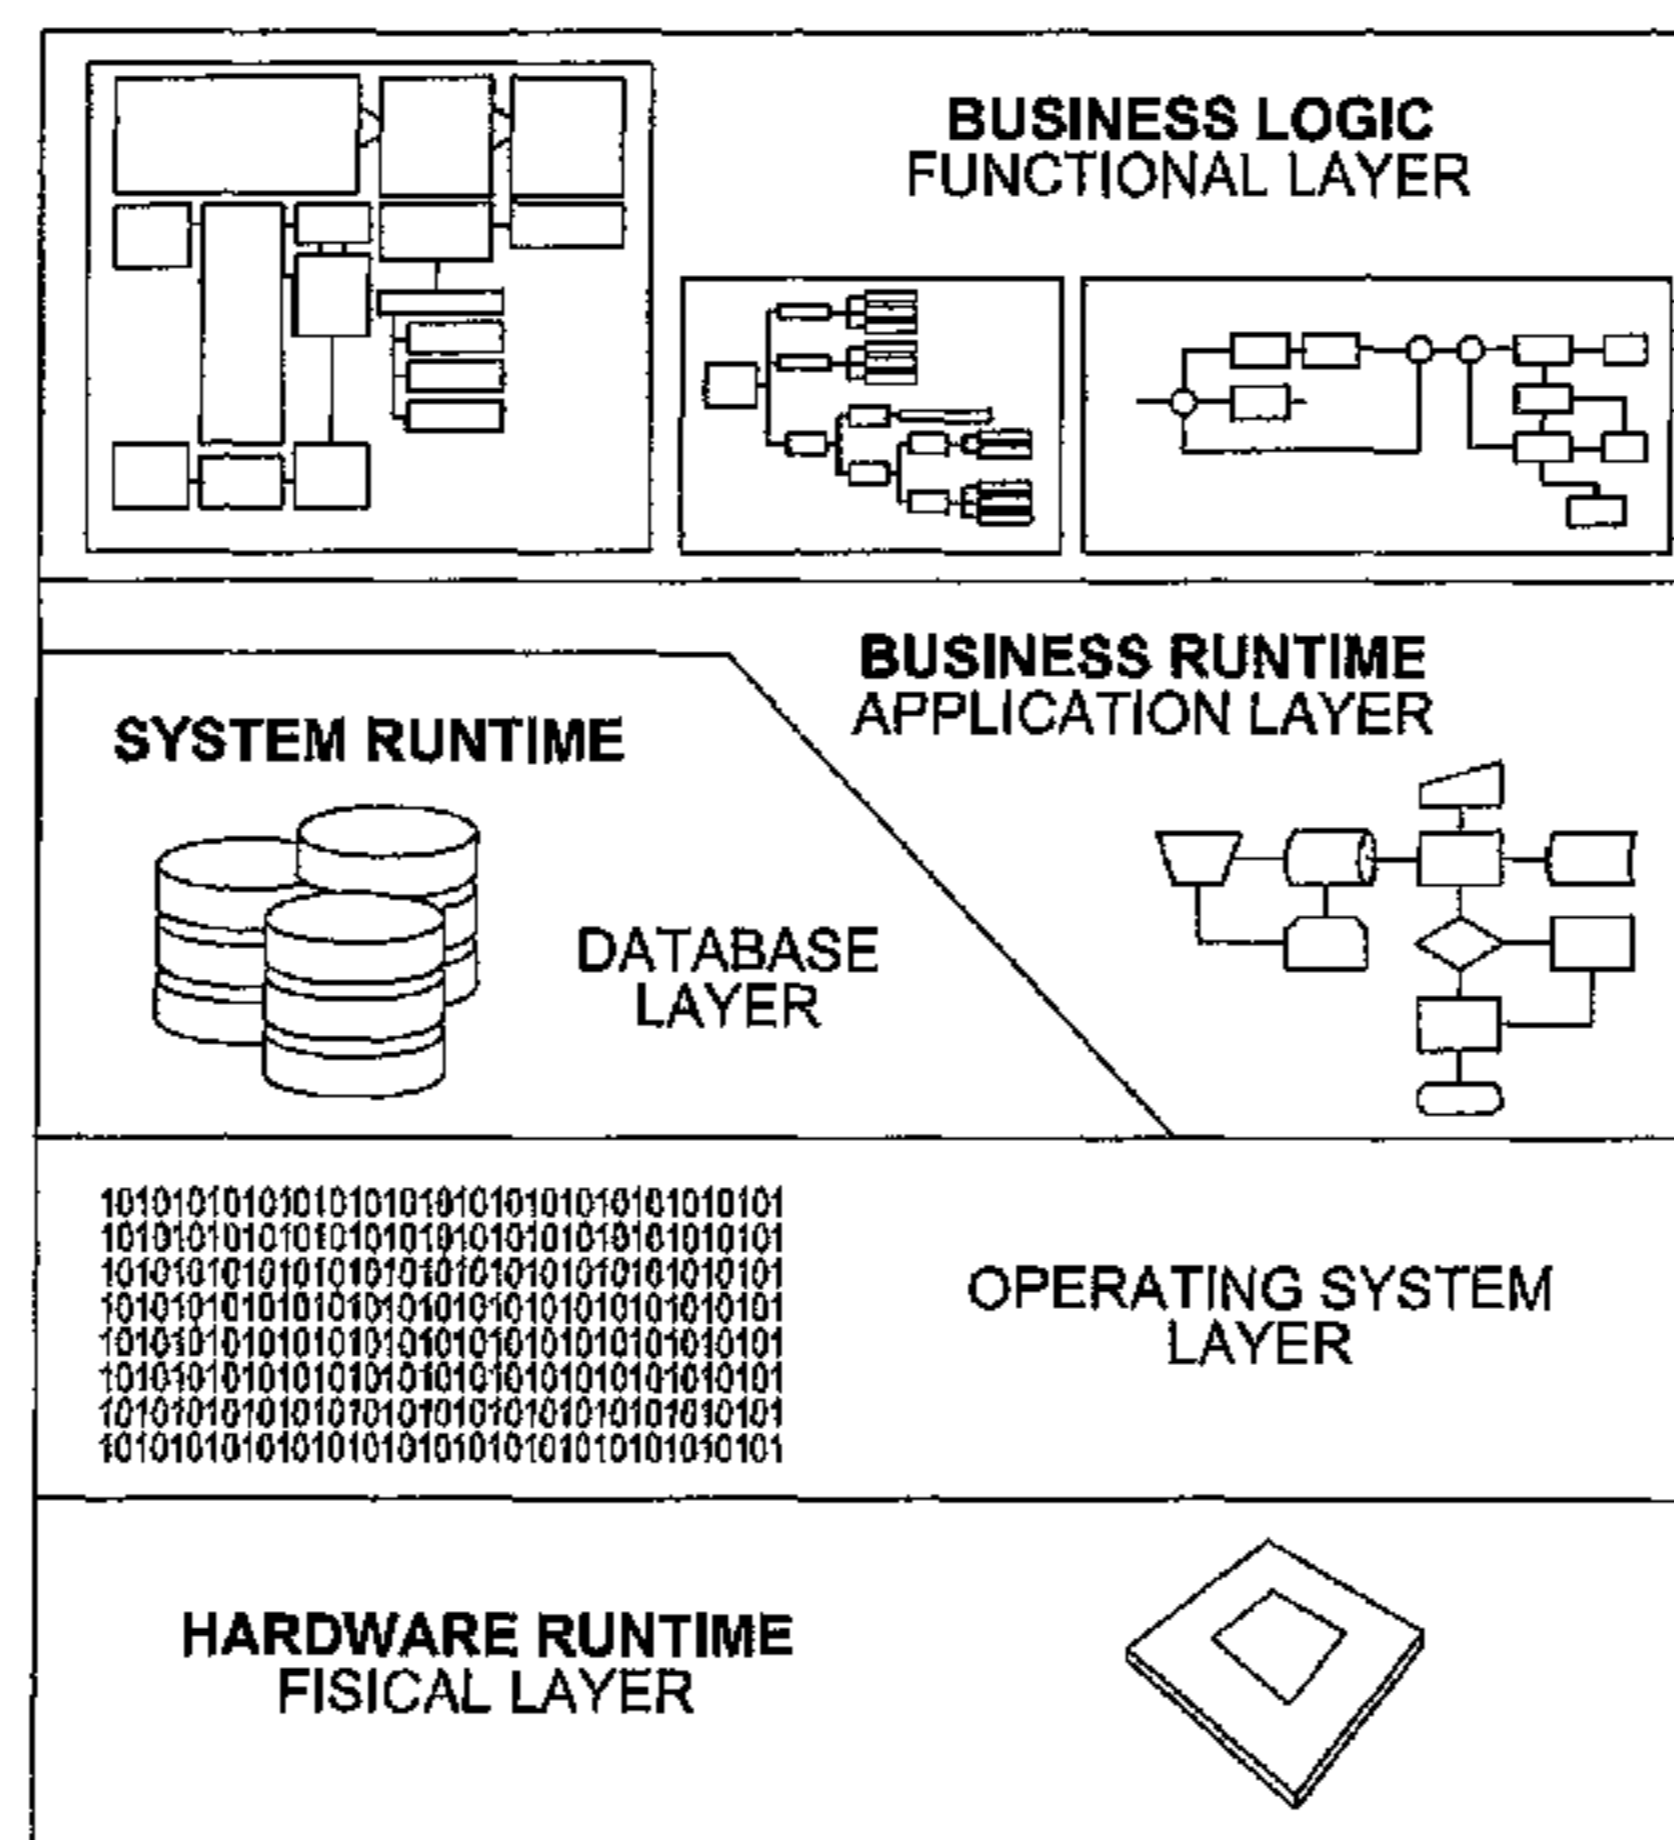 BUSINESS LOGIC
FUNCTIONAL LAYER
BUSINESS RUNTIME
APPLICATION LAYER
SYSTEM RUNTIME
DATABASE
LAYER
101010101010101010101010101010101010101
101010101010101010101010101010101010101
101010101010101010101010101010101010101
101010101010101010101010101010101010101
101010101010101010101010101010101010101
101010101010101010101010101010101010101
101010101010101010101010101010101010101
101010101010101010101010101010101010101
OPERATING SYSTEM
LAYER
HARDWARE RUNTIME
FISICAL LAYER